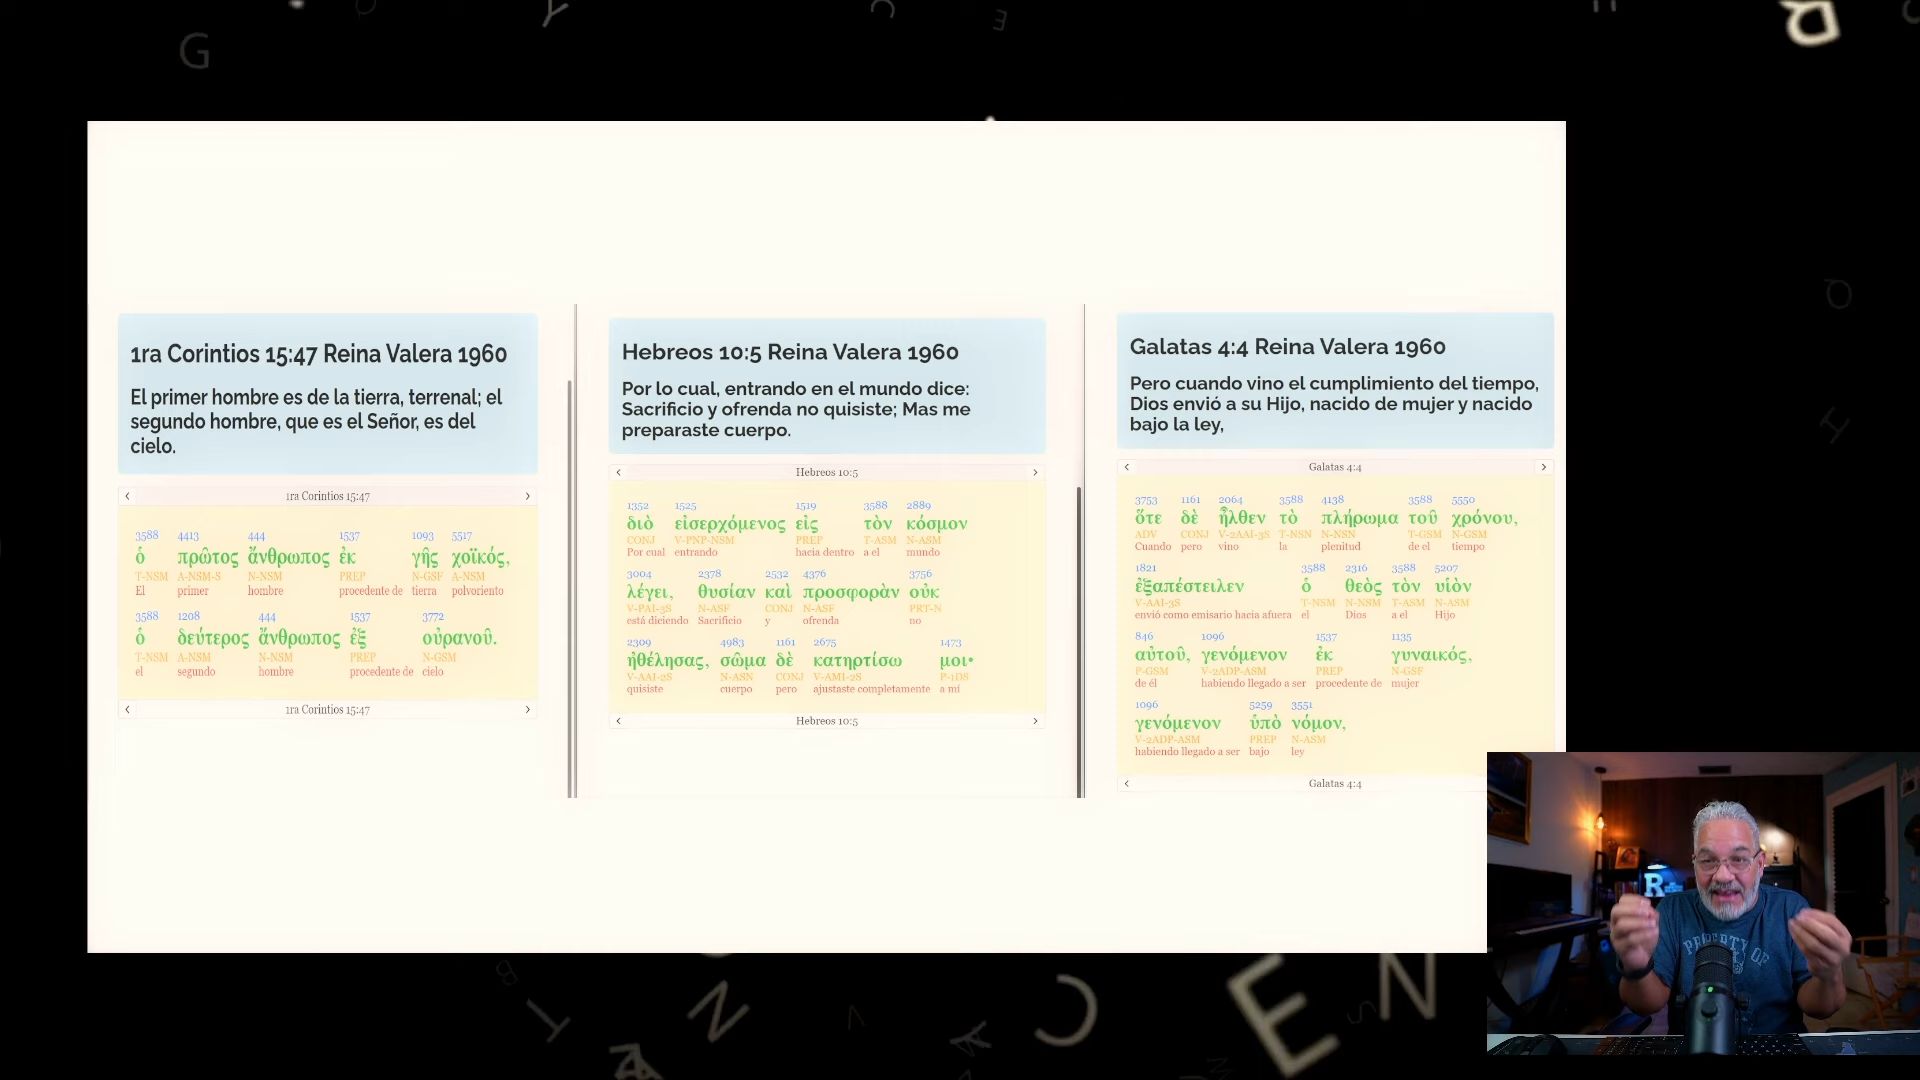 1ra Corintios 15:47 Reina Valera 1960
El primer hombre es de la tierra, terrenal; el
segundo hombre, que es el Señor, es del
cielo.
1ra Corintios 15:47
3588 4413 444 1537 1093 5517
ὁ πρῶτος ἄνθρωπος ἐκ γῆς χοϊκός,
T-NSM A-NSM-S N-NSM PREP N-GSF A-NSM
El primer hombre procedente de tierra polvoriento
3588 1208 444 1537 3772
ὁ δεύτερος ἄνθρωπος ἐξ οὐρανοῦ.
T-NSM A-NSM N-NSM PREP N-GSM
el segundo hombre procedente de cielo
1ra Corintios 15:47
Hebreos 10:5 Reina Valera 1960
Por lo cual, entrando en el mundo dice:
Sacrificio y ofrenda no quisiste; Mas me
preparaste cuerpo.
Hebreos 10:5
1352 1525 1519 3588 2889
διὸ εἰσερχόμενος εἰς τὸν κόσμον
CONJ V-PNP-NSM PREP T-ASM N-ASM
Por cual entrando hacia dentro a el mundo
3004 2378 2532 4376 3756
λέγει, θυσίαν καὶ προσφορὰν οὐκ
V-PAI-3S N-ASF CONJ N-ASF PRT-N
está diciendo Sacrificio y ofrenda no
2309 4983 1161 2675 1473
ἠθέλησας, σῶμα δὲ κατηρτίσω μοι•
V-AAI-2S N-ASN CONJ V-AMI-2S P-1DS
quisiste cuerpo pero ajustaste completamente a mí
Hebreos 10:5
Galatas 4:4 Reina Valera 1960
Pero cuando vino el cumplimiento del tiempo,
Dios envió a su Hijo, nacido de mujer y nacido
bajo la ley,
Galatas 4:4
3753 1161 2064 3588 4138 3588 5550
ὅτε δὲ ἦλθεν τὸ πλήρωμα τοῦ χρόνου,
ADV CONJ V-2AAI-3S T-NSN N-NSN T-GSM N-GSM
Cuando pero vino la plenitud de el tiempo
1821 3588 2316 3588 5207
ἐξαπέστειλεν ὁ θεὸς τὸν υἱὸν
V-AAI-3S T-NSM N-NSM T-ASM N-ASM
envió como emisario hacia afuera el Dios a el Hijo
846 1096 1537 1135
αὐτοῦ, γενόμενον ἐκ γυναικός,
P-GSM V-2ADP-ASM PREP N-GSF
de él habiendo llegado a ser procedente de mujer
1096 5259 3551
γενόμενον ὑπὸ νόμον,
V-2ADP-ASM PREP N-ASM
habiendo llegado a ser bajo ley
Galatas 4:4
R
PROPERTY OF